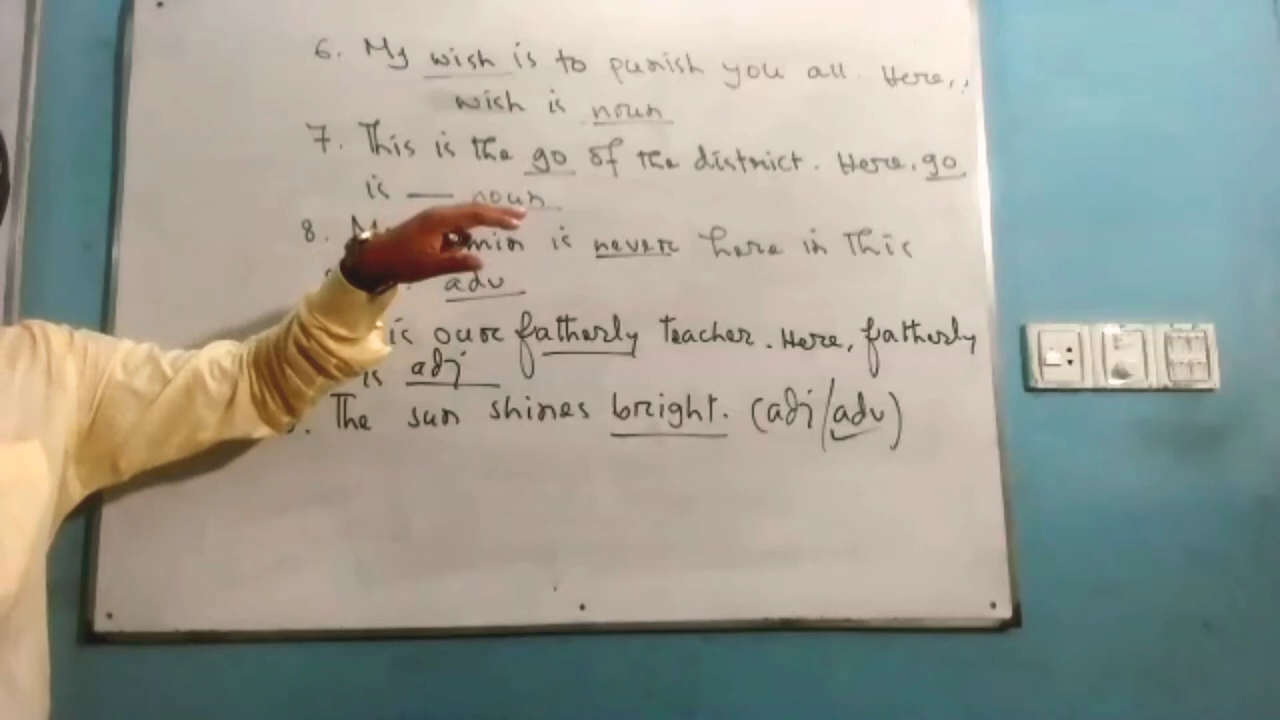 6. My wish is to punish you all. Here,
wish is noun
7. This is the go of the district. Here, go
is — noun
8. is never here in this
adv
is our fatherly teacher. Here, fatherly
is adj
The sun shines bright. (adj/adv)